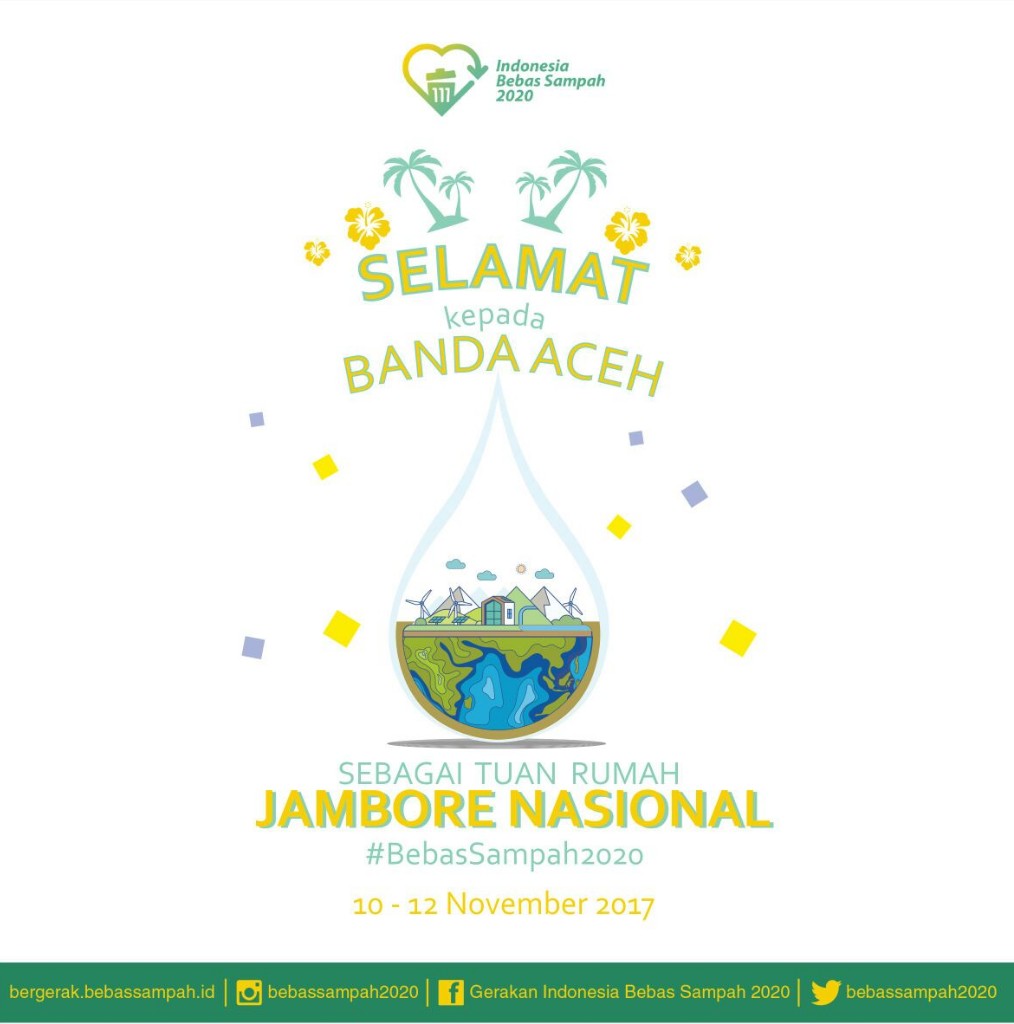 Indonesia
Bebas Sampah
2020
SELAMAT
kepada
BANDA ACEH
SEBAGAI TUAN RUMAH
JAMBORE NASIONAL
#BebasSampah2020
10 - 12 November 2017
bergerak.bebassampah.id | bebassampah2020 | Gerakan Indonesia Bebas Sampah 2020 | bebassampah2020